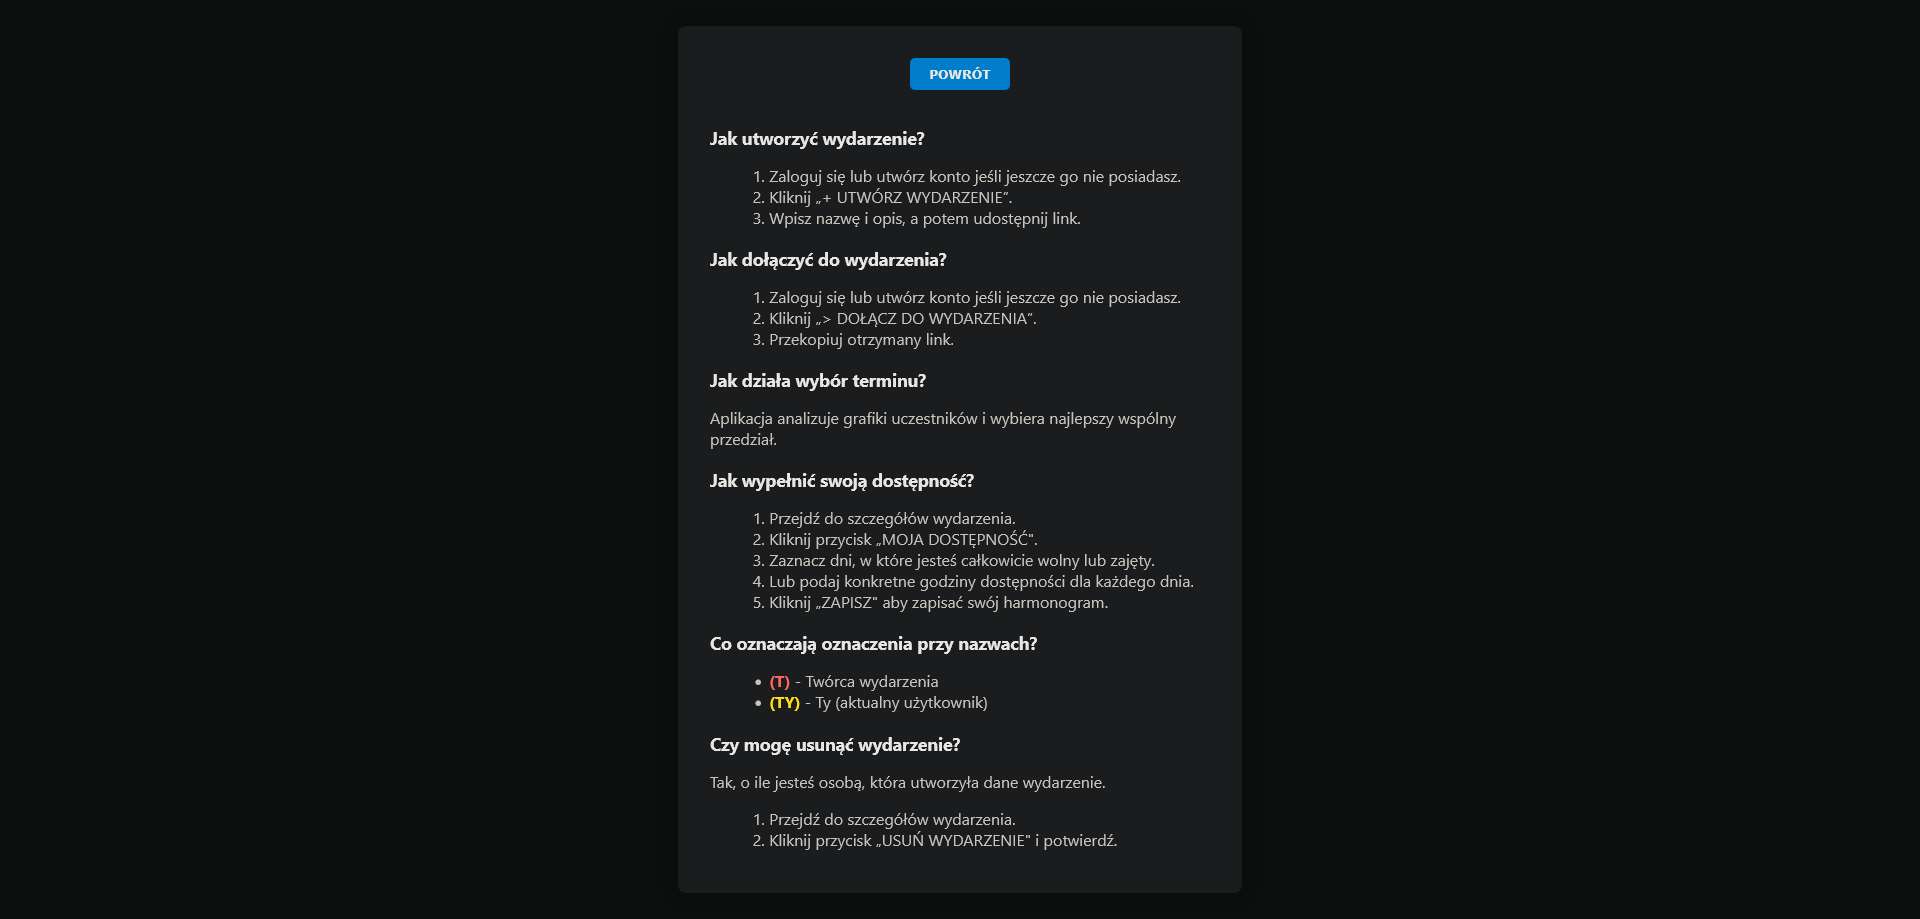 POWRÓT
Jak utworzyć wydarzenie?
1. Zaloguj się lub utwórz konto jeśli jeszcze go nie posiadasz.
2. Kliknij „+ UTWÓRZ WYDARZENIE”.
3. Wpisz nazwę i opis, a potem udostępnij link.
Jak dołączyć do wydarzenia?
1. Zaloguj się lub utwórz konto jeśli jeszcze go nie posiadasz.
2. Kliknij „> DOŁĄCZ DO WYDARZENIA”.
3. Przekopiuj otrzymany link.
Jak działa wybór terminu?
Aplikacja analizuje grafiki uczestników i wybiera najlepszy wspólny
przedział.
Jak wypełnić swoją dostępność?
1. Przejdź do szczegółów wydarzenia.
2. Kliknij przycisk „MOJA DOSTĘPNOŚĆ".
3. Zaznacz dni, w które jesteś całkowicie wolny lub zajęty.
4. Lub podaj konkretne godziny dostępności dla każdego dnia.
5. Kliknij „ZAPISZ" aby zapisać swój harmonogram.
Co oznaczają oznaczenia przy nazwach?
• (T) - Twórca wydarzenia
• (TY) - Ty (aktualny użytkownik)
Czy mogę usunąć wydarzenie?
Tak, o ile jesteś osobą, która utworzyła dane wydarzenie.
1. Przejdź do szczegółów wydarzenia.
2. Kliknij przycisk „USUŃ WYDARZENIE" i potwierdź.